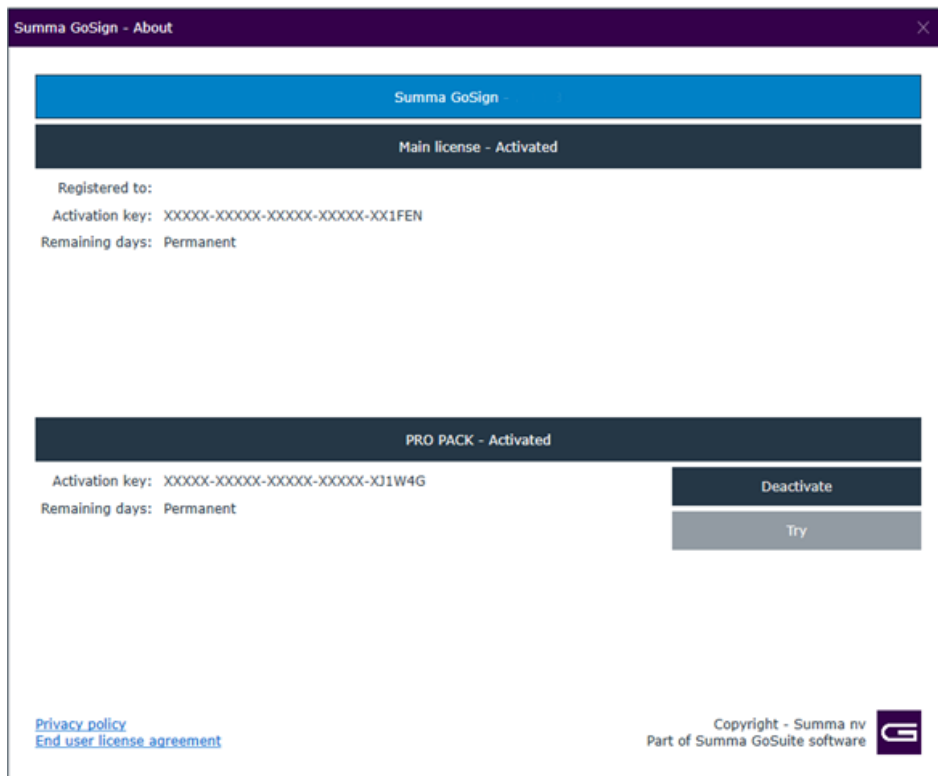 Summa GoSign - About
Summa GoSign -
Main license - Activated
Registered to:
Activation key: XXXXX-XXXXX-XXXXX-XXXXX-XX1FEN
Remaining days: Permanent
PRO PACK - Activated
Activation key: XXXXX-XXXXX-XXXXX-XXXXX-XJ1W4G
Deactivate
Remaining days: Permanent
Try
Privacy policy
End user license agreement
Copyright - Summa nv
Part of Summa GoSuite software